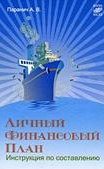 Паранич А. В.
ЛИЧНЫЙ
ФИНАНСОВЫЙ
ПЛАН
Инструкция по составлению